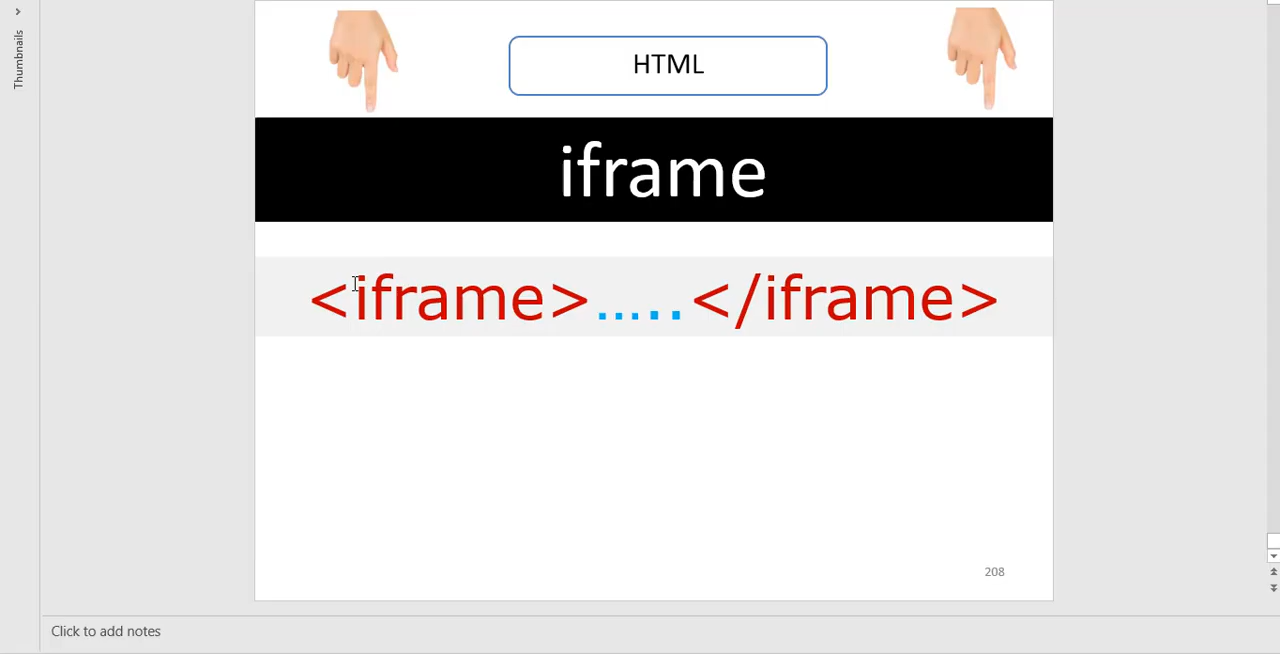 Thumbnails
HTML
iframe
<iframe>.....</iframe>
208
Click to add notes